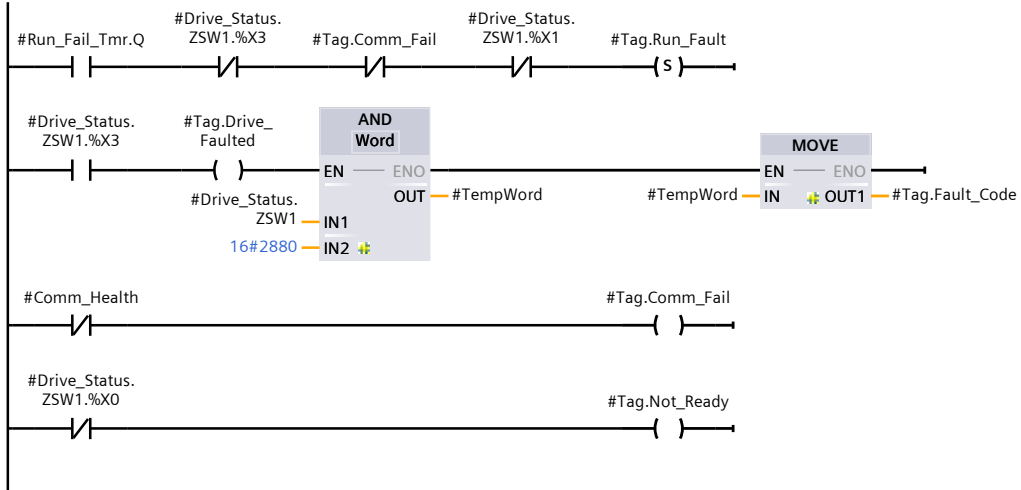 #Run_Fail_Tmr.Q
#Drive_Status.
ZSW1.%X3
#Tag.Comm_Fail
#Drive_Status.
ZSW1.%X1
#Tag.Run_Fault
S
#Drive_Status.
ZSW1.%X3
#Tag.Drive_
Faulted
AND
Word
EN
ENO
OUT
#TempWord
#Drive_Status.
ZSW1
IN1
16#2880
IN2
MOVE
EN
ENO
#TempWord
IN
OUT1
#Tag.Fault_Code
#Comm_Health
#Tag.Comm_Fail
#Drive_Status.
ZSW1.%X0
#Tag.Not_Ready